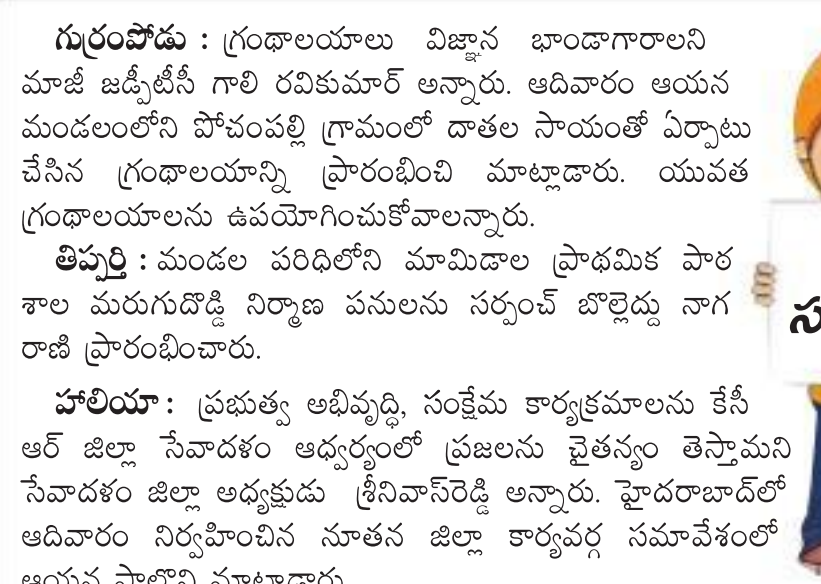 గుర్రంపోడు : గ్రంథాలయాలు విజ్ఞాన భాండాగారాలని
మాజీ జడ్పీటీసీ గాలి రవికుమార్ అన్నారు. ఆదివారం ఆయన
మండలంలోని పోచంపల్లి గ్రామంలో దాతల సాయంతో ఏర్పాటు
చేసిన గ్రంథాలయాన్ని ప్రారంభించి మాట్లాడారు. యువత
గ్రంథాలయాలను ఉపయోగించుకోవాలన్నారు.
తిప్పర్తి : మండల పరిధిలోని మామిడాల ప్రాథమిక పాఠ
శాల మరుగుదొడ్డి నిర్మాణ పనులను సర్పంచ్ బొల్లెద్దు నాగ
రాణి ప్రారంభించారు.
హాలియా : ప్రభుత్వ అభివృద్ధి, సంక్షేమ కార్యక్రమాలను కేసీ
ఆర్ జిల్లా సేవాదళం ఆధ్వర్యంలో ప్రజలను చైతన్యం తెస్తామని
సేవాదళం జిల్లా అధ్యక్షుడు శ్రీనివాస్‌రెడ్డి అన్నారు. హైదరాబాద్‌లో
ఆదివారం నిర్వహించిన నూతన జిల్లా కార్యవర్గ సమావేశంలో
ఆయన పాల్గొని మాట్లాడారు.